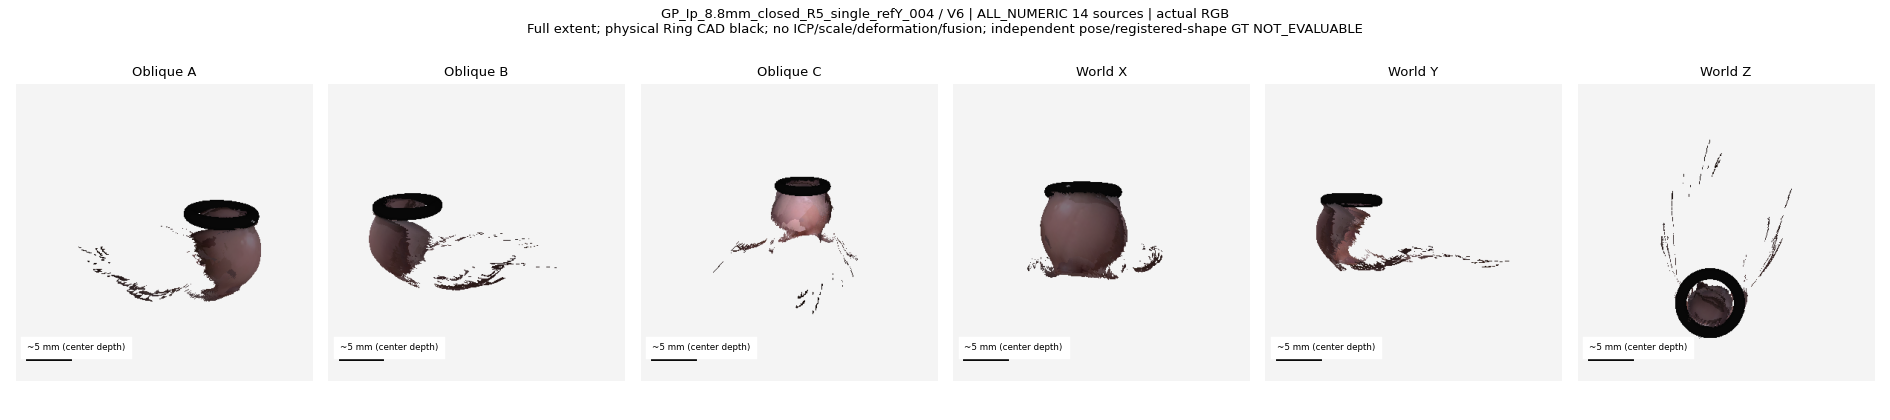 GP_Ip_8.8mm_closed_R5_single_refY_004 / V6 | ALL_NUMERIC 14 sources | actual RGB
Full extent; physical Ring CAD black; no ICP/scale/deformation/fusion; independent pose/registered-shape GT NOT_EVALUABLE
Oblique A
Oblique B
Oblique C
World X
World Y
World Z
~5 mm (center depth)
~5 mm (center depth)
~5 mm (center depth)
~5 mm (center depth)
~5 mm (center depth)
~5 mm (center depth)